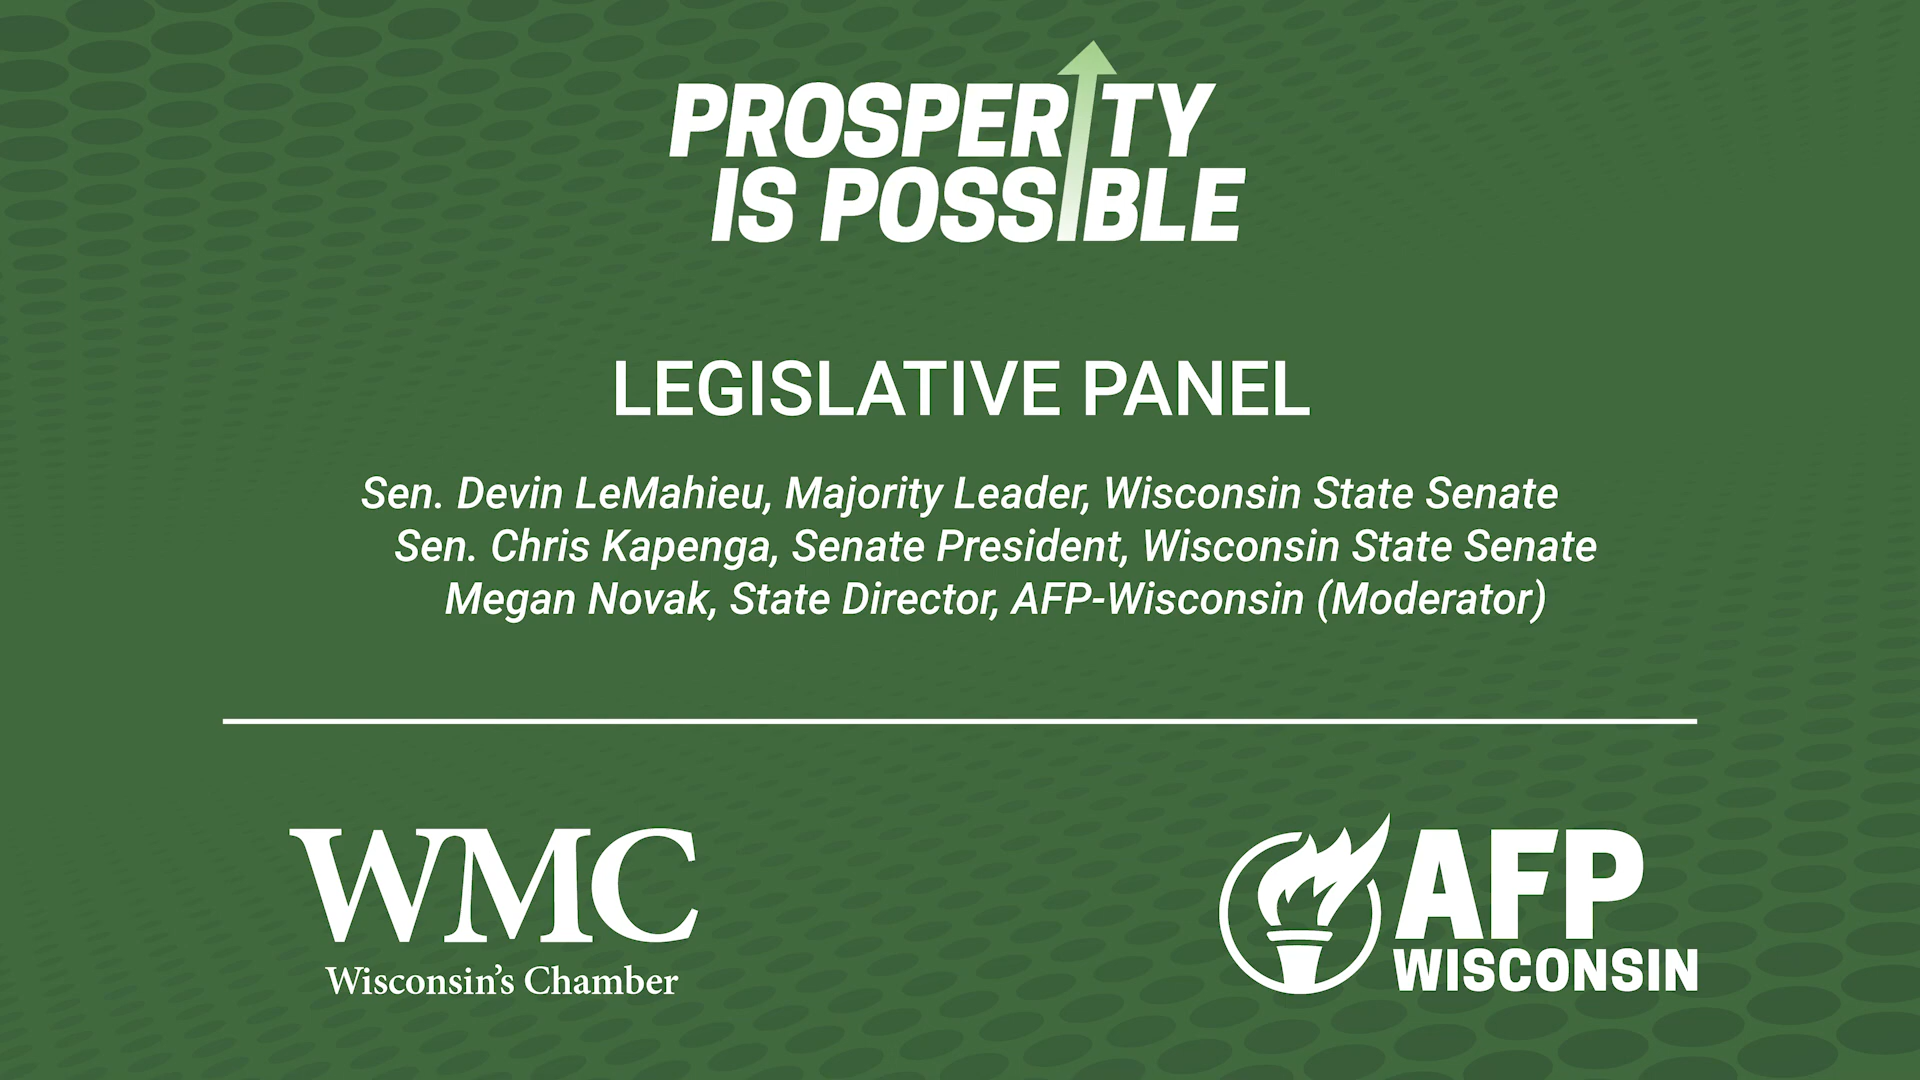 PROSPERITY
IS POSSIBLE
LEGISLATIVE PANEL
Sen. Devin LeMahieu, Majority Leader, Wisconsin State Senate
Sen. Chris Kapenga, Senate President, Wisconsin State Senate
Megan Novak, State Director, AFP-Wisconsin (Moderator)
WMC
Wisconsin's Chamber
AFP
WISCONSIN